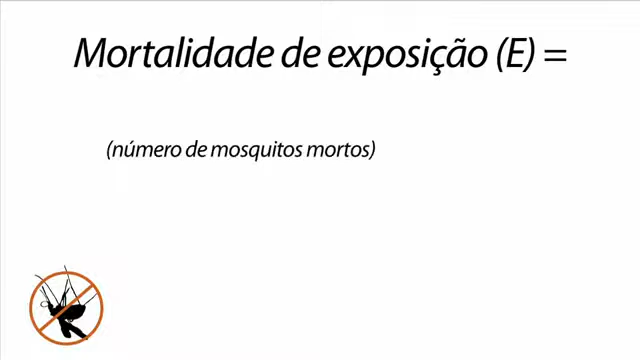 Mortalidade de exposição (E) =
(número de mosquitos mortos)